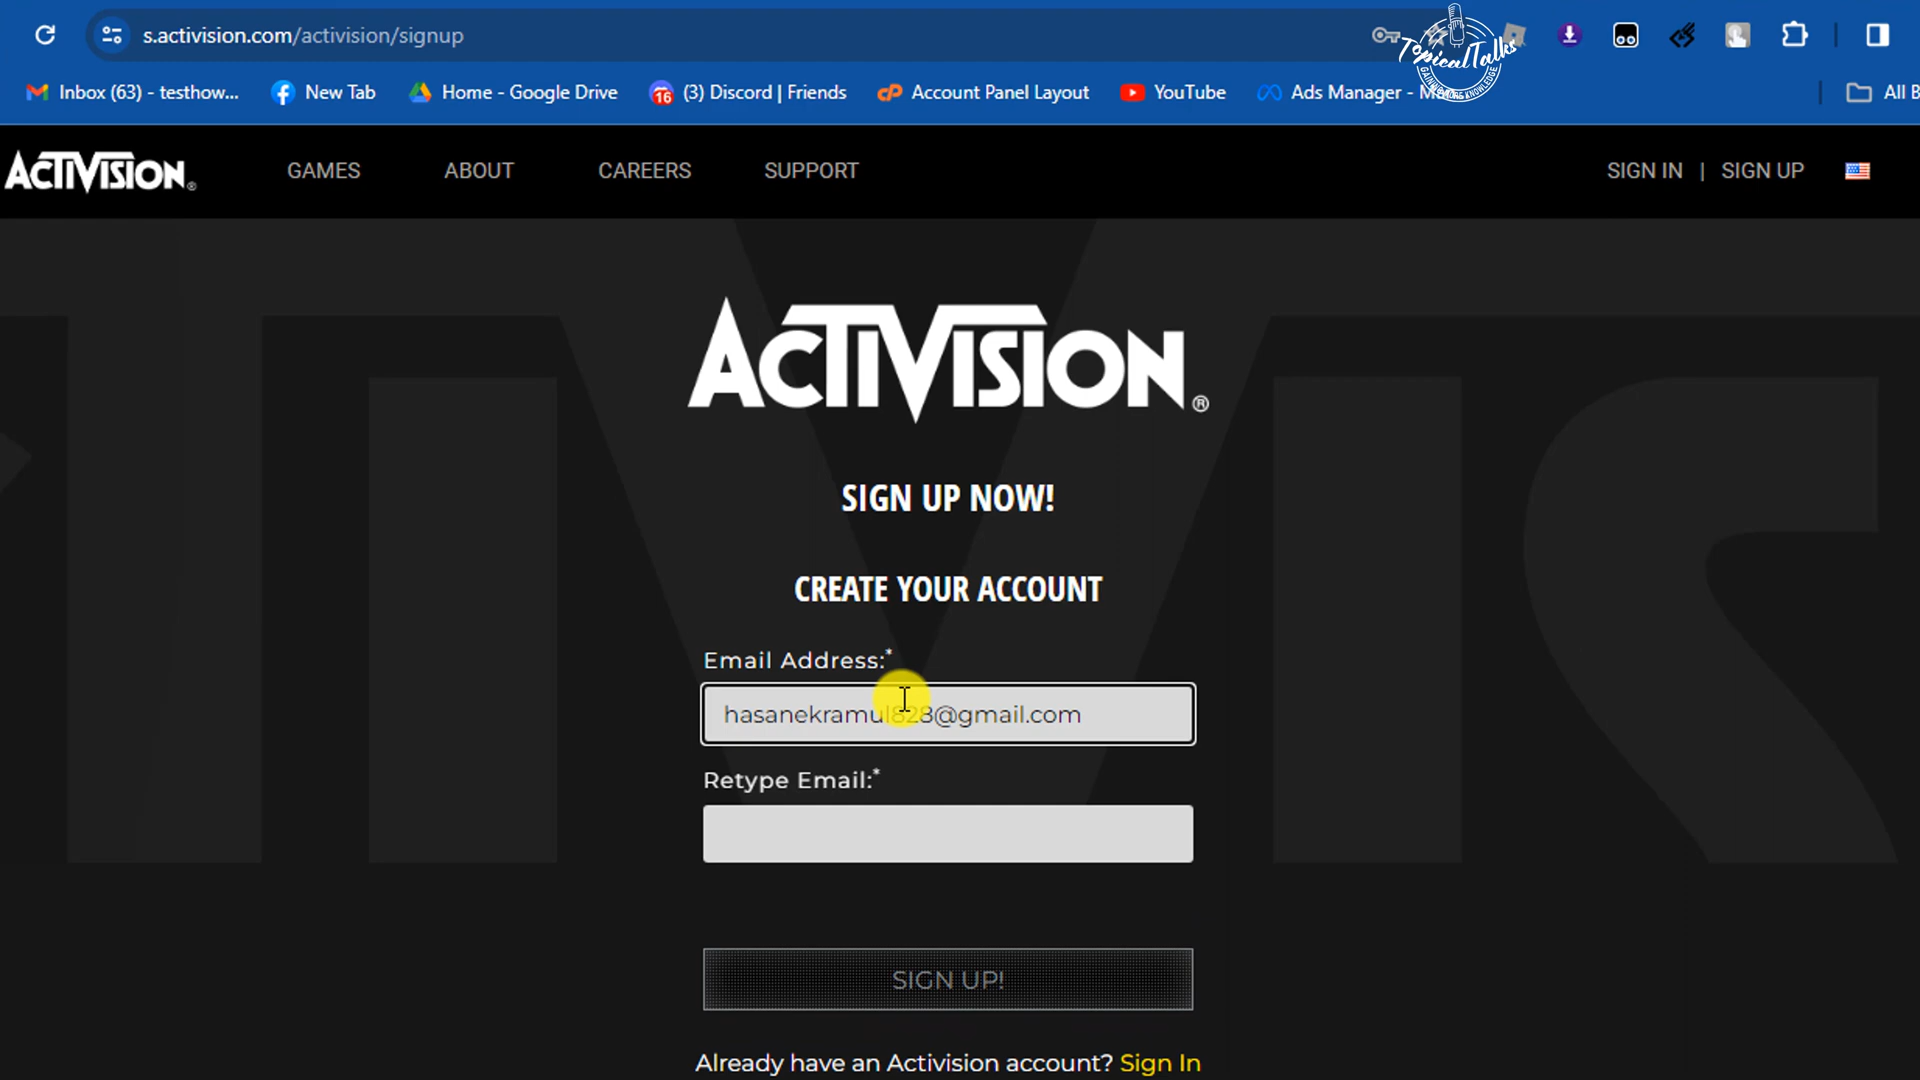 s.activision.com/activision/signup
TopicalTalks
Inbox (63) - testhow...
New Tab
Home - Google Drive
(3) Discord | Friends
Account Panel Layout
YouTube
Ads Manager -
All B
ACTIVISION®
GAMES
ABOUT
CAREERS
SUPPORT
SIGN IN | SIGN UP
ACTIVISION®
SIGN UP NOW!
CREATE YOUR ACCOUNT
Email Address:*
hasanekramul828@gmail.com
Retype Email:*
SIGN UP!
Already have an Activision account? Sign In